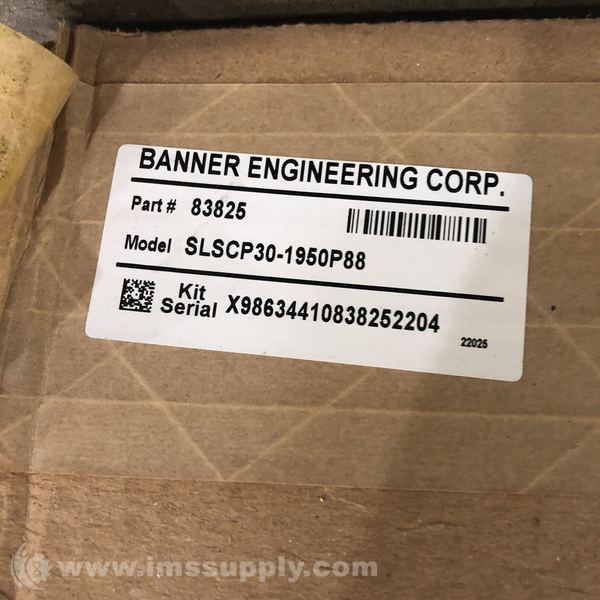 BANNER ENGINEERING CORP.
Part # 83825
Model SLSCP30-1950P88
Kit Serial X98634410838252204
22025
www.imssupply.com